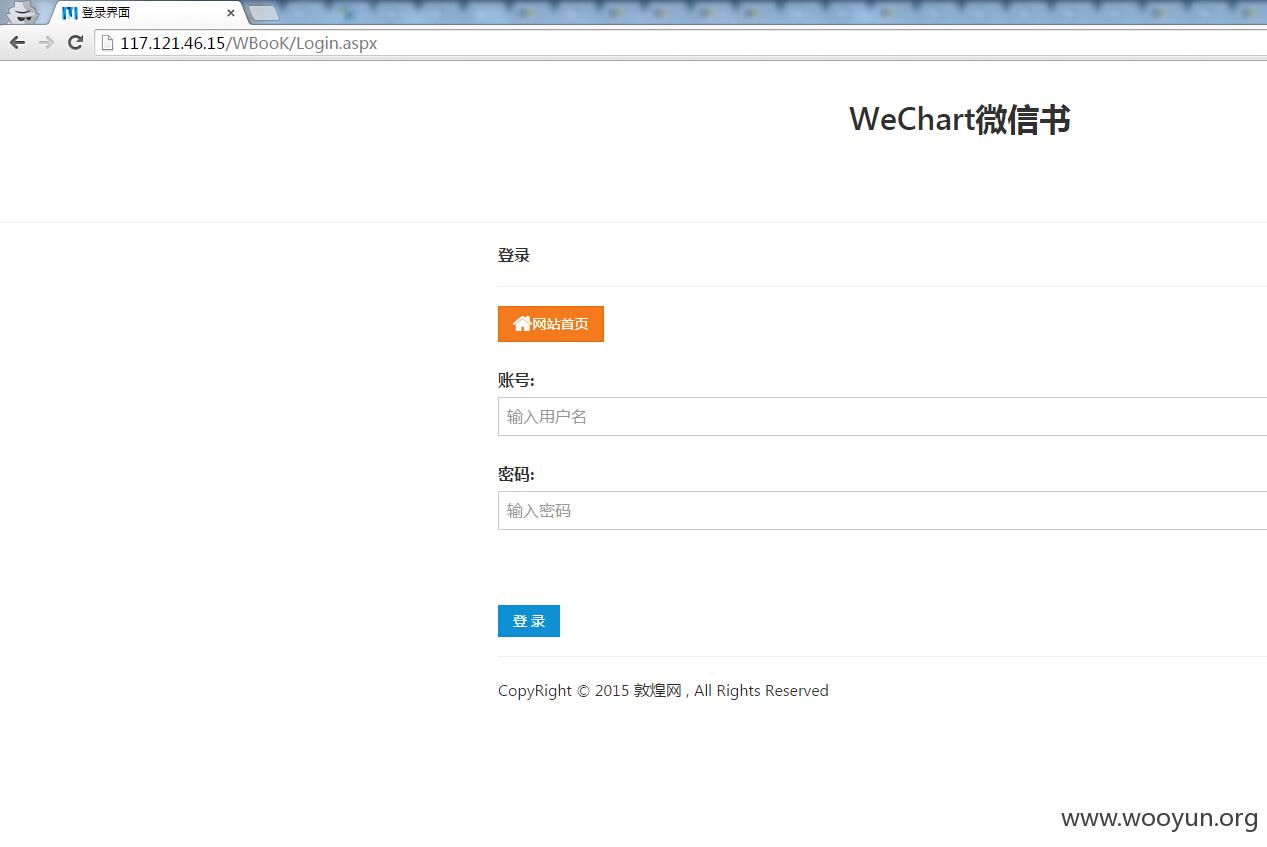 登录界面
117.121.46.15/WBooK/Login.aspx
WeChart微信书
登录
网站首页
账号:
输入用户名
密码:
输入密码
登 录
CopyRight © 2015 敦煌网 , All Rights Reserved
www.wooyun.org